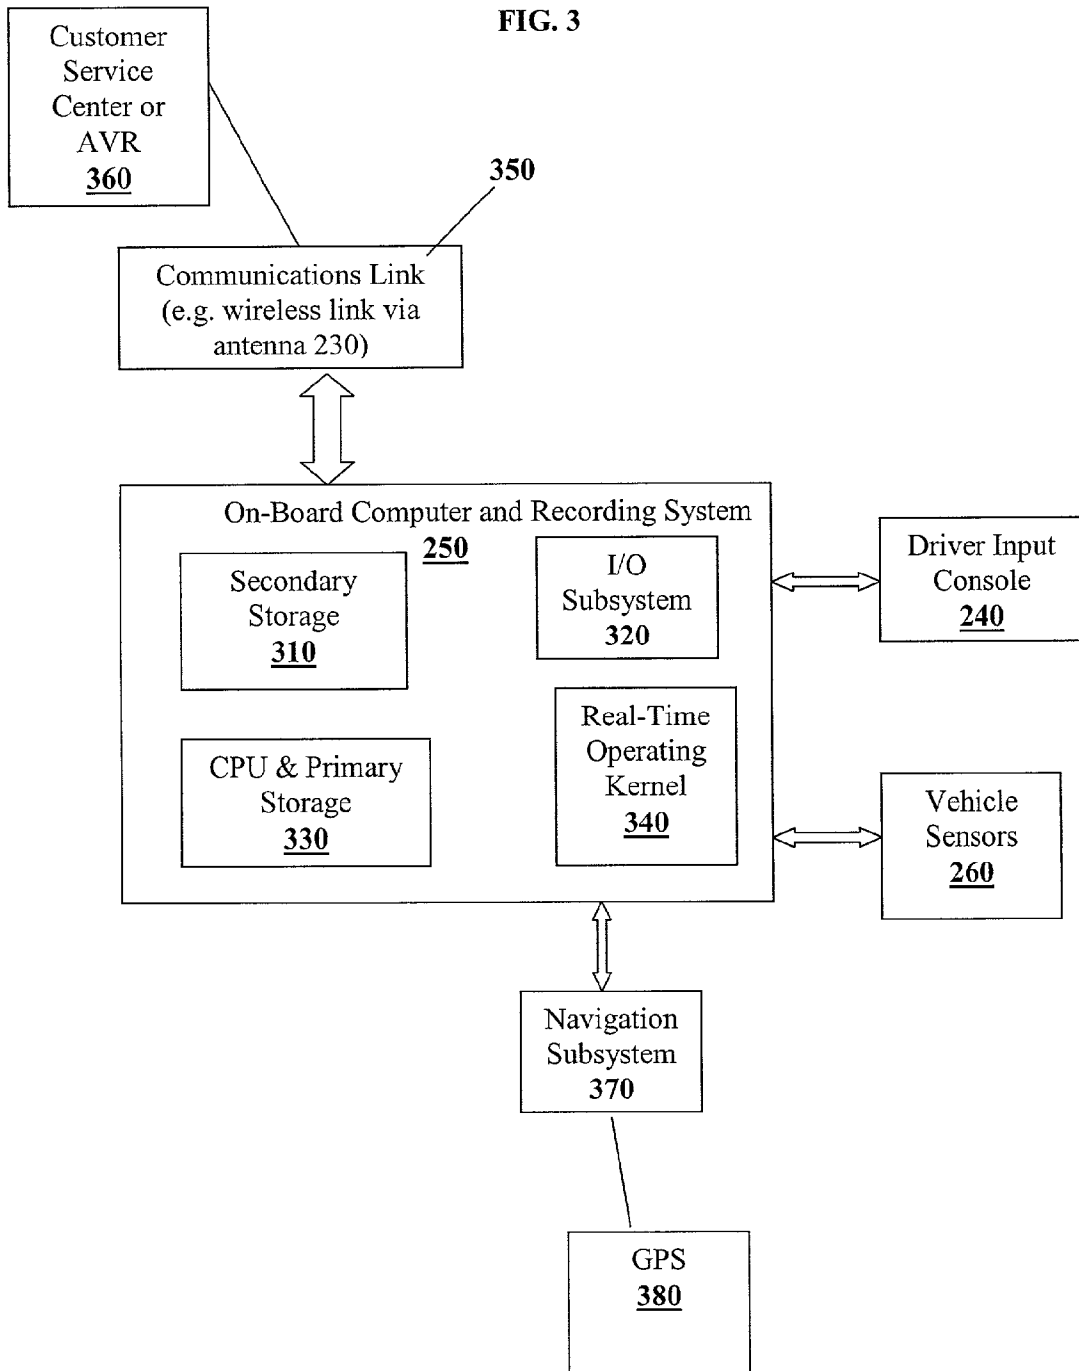 FIG. 3
Customer
Service
Center or
AVR
360
350
Communications Link
(e.g. wireless link via
antenna 230)
On-Board Computer and Recording System
250
Secondary
Storage
310
I/O
Subsystem
320
CPU & Primary
Storage
330
Real-Time
Operating
Kernel
340
Driver Input
Console
240
Vehicle
Sensors
260
Navigation
Subsystem
370
GPS
380